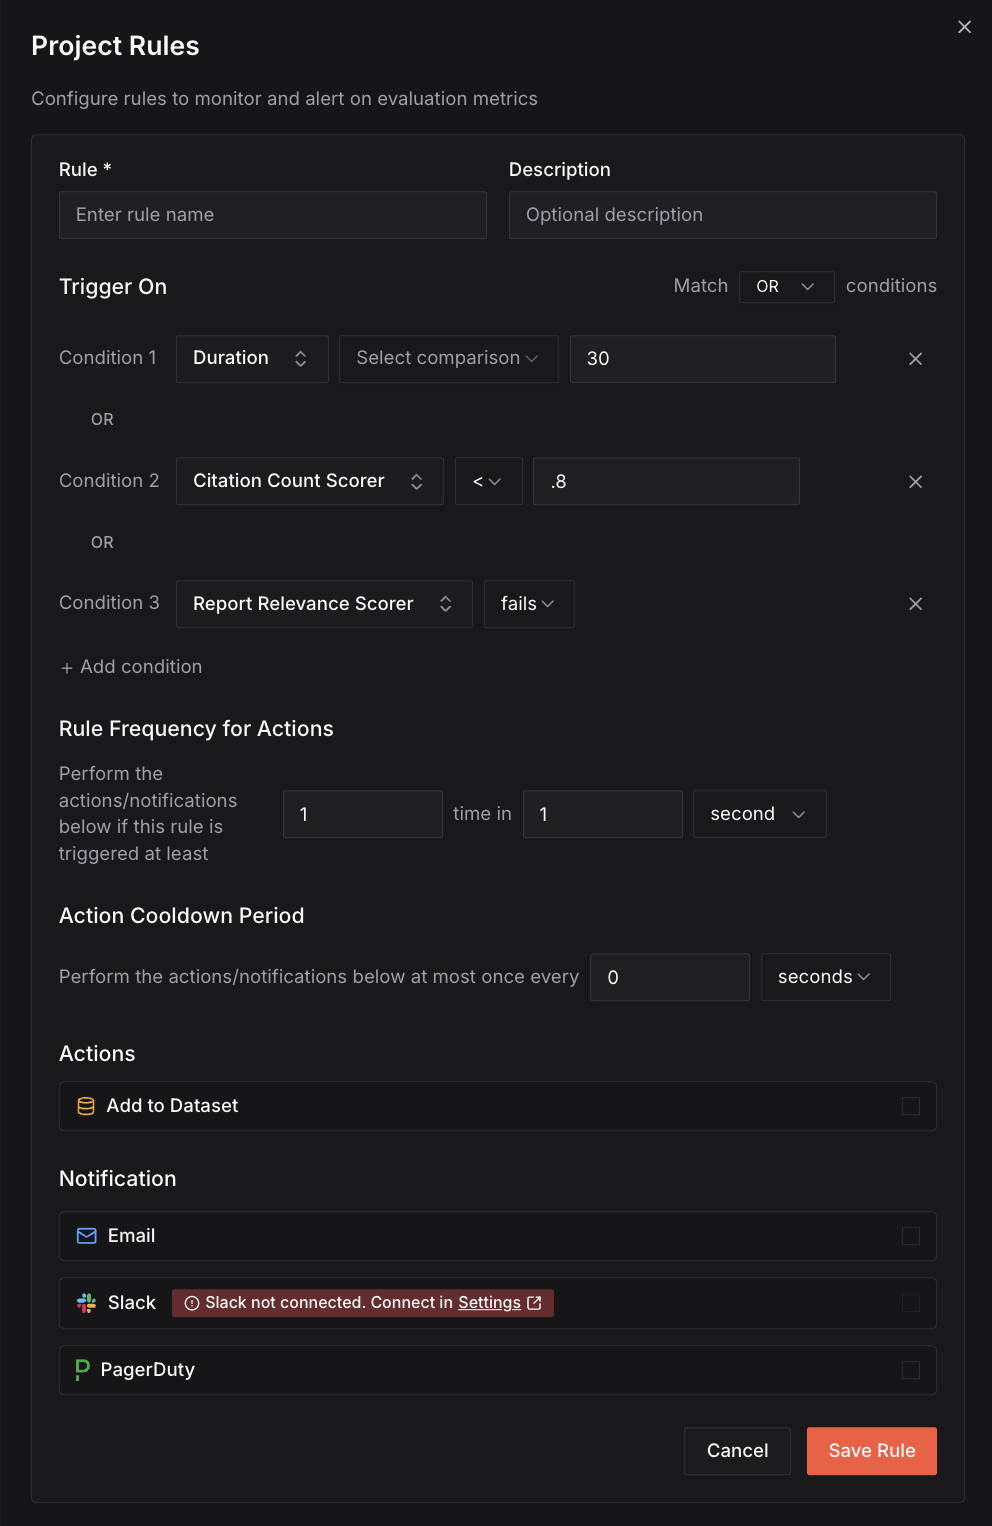 Project Rules
Configure rules to monitor and alert on evaluation metrics
Rule * Description
Enter rule name Optional description
Trigger On Match OR conditions
Condition 1 Duration Select comparison 30
OR
Condition 2 Citation Count Scorer < .8
OR
Condition 3 Report Relevance Scorer fails
+ Add condition
Rule Frequency for Actions
Perform the
actions/notifications
below if this rule is
triggered at least
1 time in 1 second
Action Cooldown Period
Perform the actions/notifications below at most once every 0 seconds
Actions
Add to Dataset
Notification
Email
Slack Slack not connected. Connect in Settings
PagerDuty
Cancel Save Rule